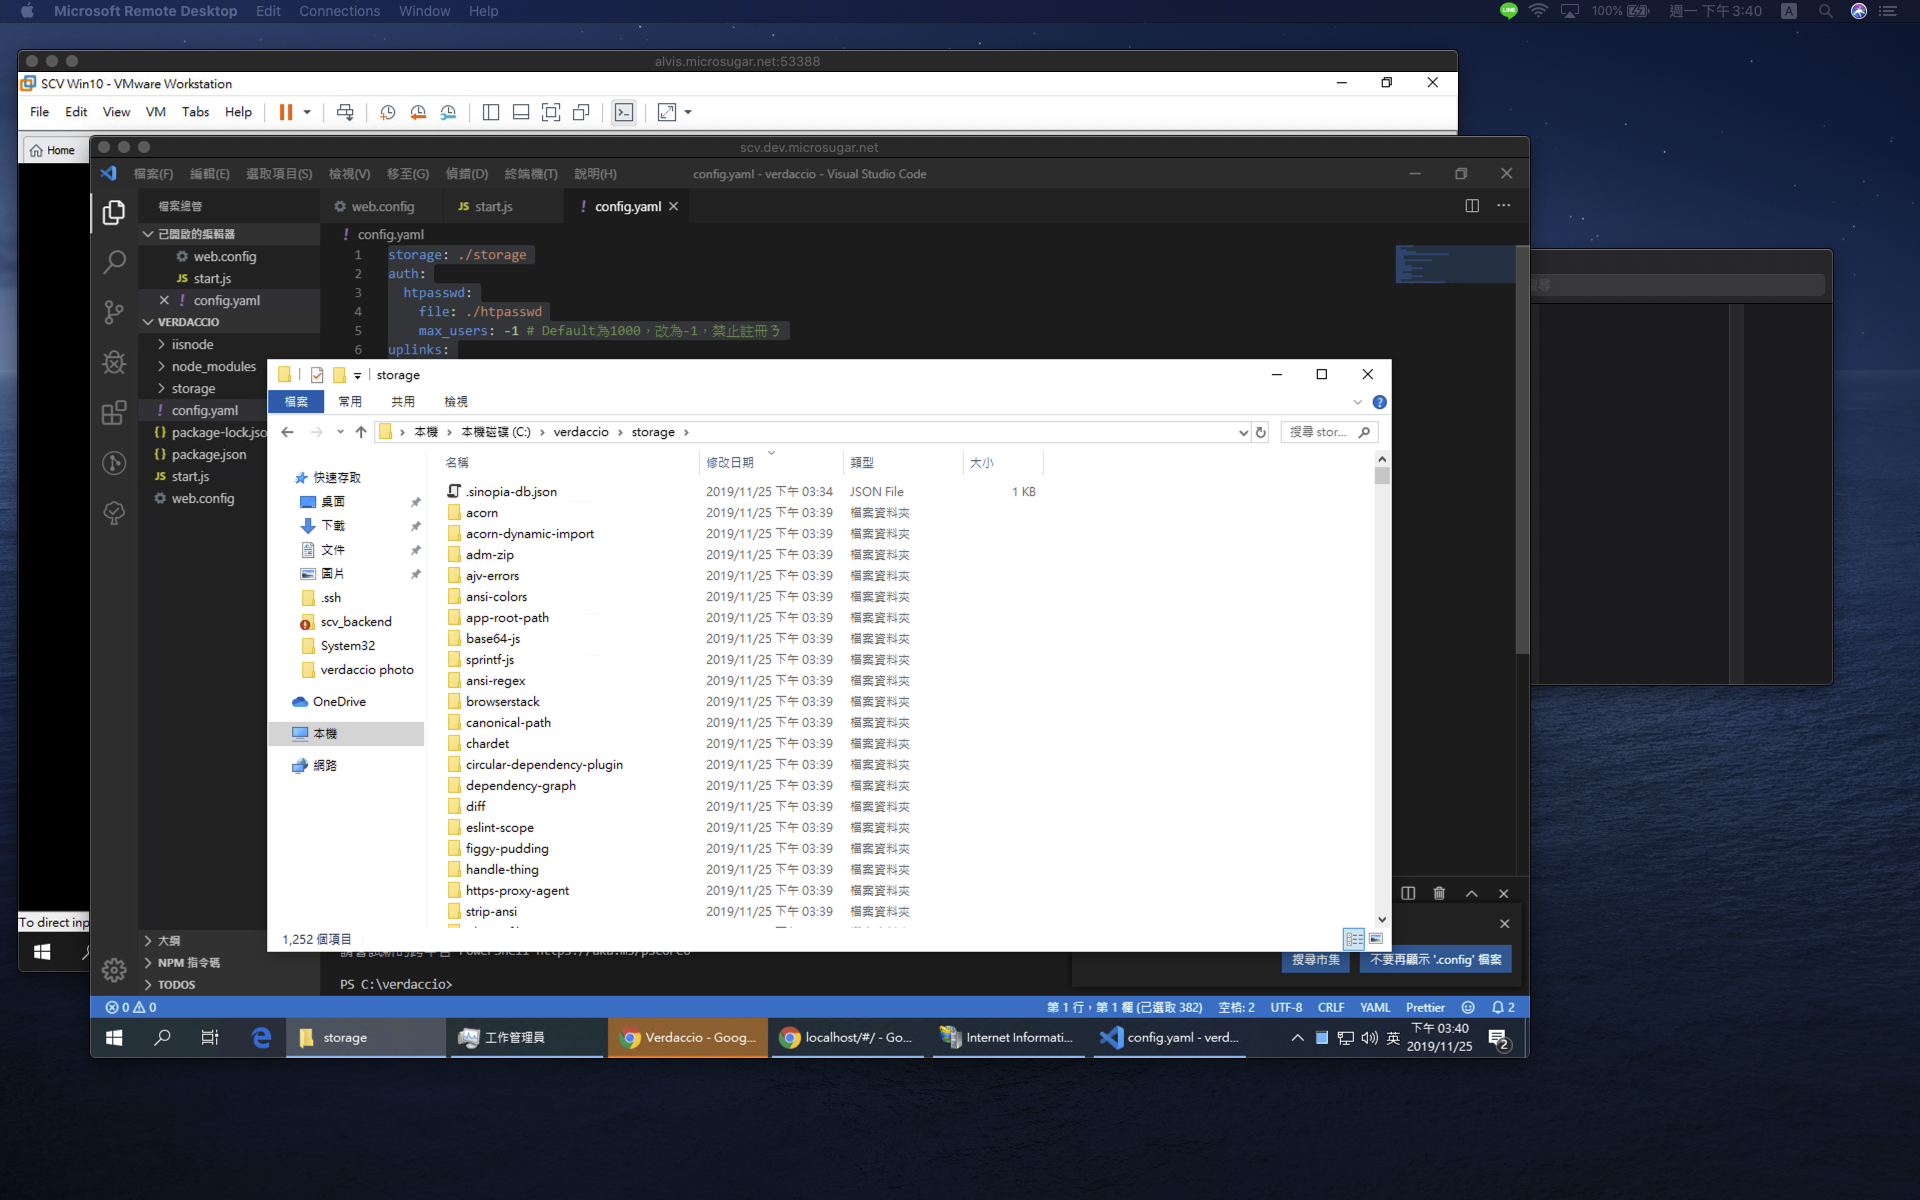 Microsoft Remote Desktop Edit Connections Window Help
LINE 100% 週一 下午3:40 A
alvis.microsugar.net:53388
SCV Win10 - VMware Workstation
File Edit View VM Tabs Help
Home
scv.dev.microsugar.net
檔案(F) 編輯(E) 選取項目(S) 檢視(V) 移至(G) 偵錯(D) 終端機(T) 說明(H) config.yaml - verdaccio - Visual Studio Code
檔案總管
web.config JS start.js ! config.yaml
已開啟的編輯器
web.config
JS start.js
! config.yaml
VERDACCIO
iisnode
node_modules
storage
! config.yaml
{} package-lock.jso
{} package.json
JS start.js
web.config
! config.yaml
1 storage: ./storage
2 auth:
3 htpasswd:
4 file: ./htpasswd
5 max_users: -1 # Default為1000，改為-1，禁止註冊ㄋ
6 uplinks:
storage
檔案 常用 共用 檢視
本機 本機磁碟 (C:) verdaccio storage
搜尋 stor...
快速存取
桌面
下載
文件
圖片
.ssh
scv_backend
System32
verdaccio photo
OneDrive
本機
網路
名稱 修改日期 類型 大小
.sinopia-db.json 2019/11/25 下午 03:34 JSON File 1 KB
acorn 2019/11/25 下午 03:39 檔案資料夾
acorn-dynamic-import 2019/11/25 下午 03:39 檔案資料夾
adm-zip 2019/11/25 下午 03:39 檔案資料夾
ajv-errors 2019/11/25 下午 03:39 檔案資料夾
ansi-colors 2019/11/25 下午 03:39 檔案資料夾
app-root-path 2019/11/25 下午 03:39 檔案資料夾
base64-js 2019/11/25 下午 03:39 檔案資料夾
sprintf-js 2019/11/25 下午 03:39 檔案資料夾
ansi-regex 2019/11/25 下午 03:39 檔案資料夾
browserstack 2019/11/25 下午 03:39 檔案資料夾
canonical-path 2019/11/25 下午 03:39 檔案資料夾
chardet 2019/11/25 下午 03:39 檔案資料夾
circular-dependency-plugin 2019/11/25 下午 03:39 檔案資料夾
dependency-graph 2019/11/25 下午 03:39 檔案資料夾
diff 2019/11/25 下午 03:39 檔案資料夾
eslint-scope 2019/11/25 下午 03:39 檔案資料夾
figgy-pudding 2019/11/25 下午 03:39 檔案資料夾
handle-thing 2019/11/25 下午 03:39 檔案資料夾
https-proxy-agent 2019/11/25 下午 03:39 檔案資料夾
strip-ansi 2019/11/25 下午 03:39 檔案資料夾
1,252 個項目
To direct inp
大綱
NPM 指令碼
TODOS
請嘗試新的跨平台 PowerShell https://aka.ms/pscore6
PS C:\verdaccio>
搜尋市集 不要再顯示 '.config' 檔案
0 0 第 1 行，第 1 欄 (已選取 382) 空格: 2 UTF-8 CRLF YAML Prettier 2
storage 工作管理員 Verdaccio - Goog... localhost/#/ - Go... Internet Informati... config.yaml - verd... 英 下午 03:40
2019/11/25 2